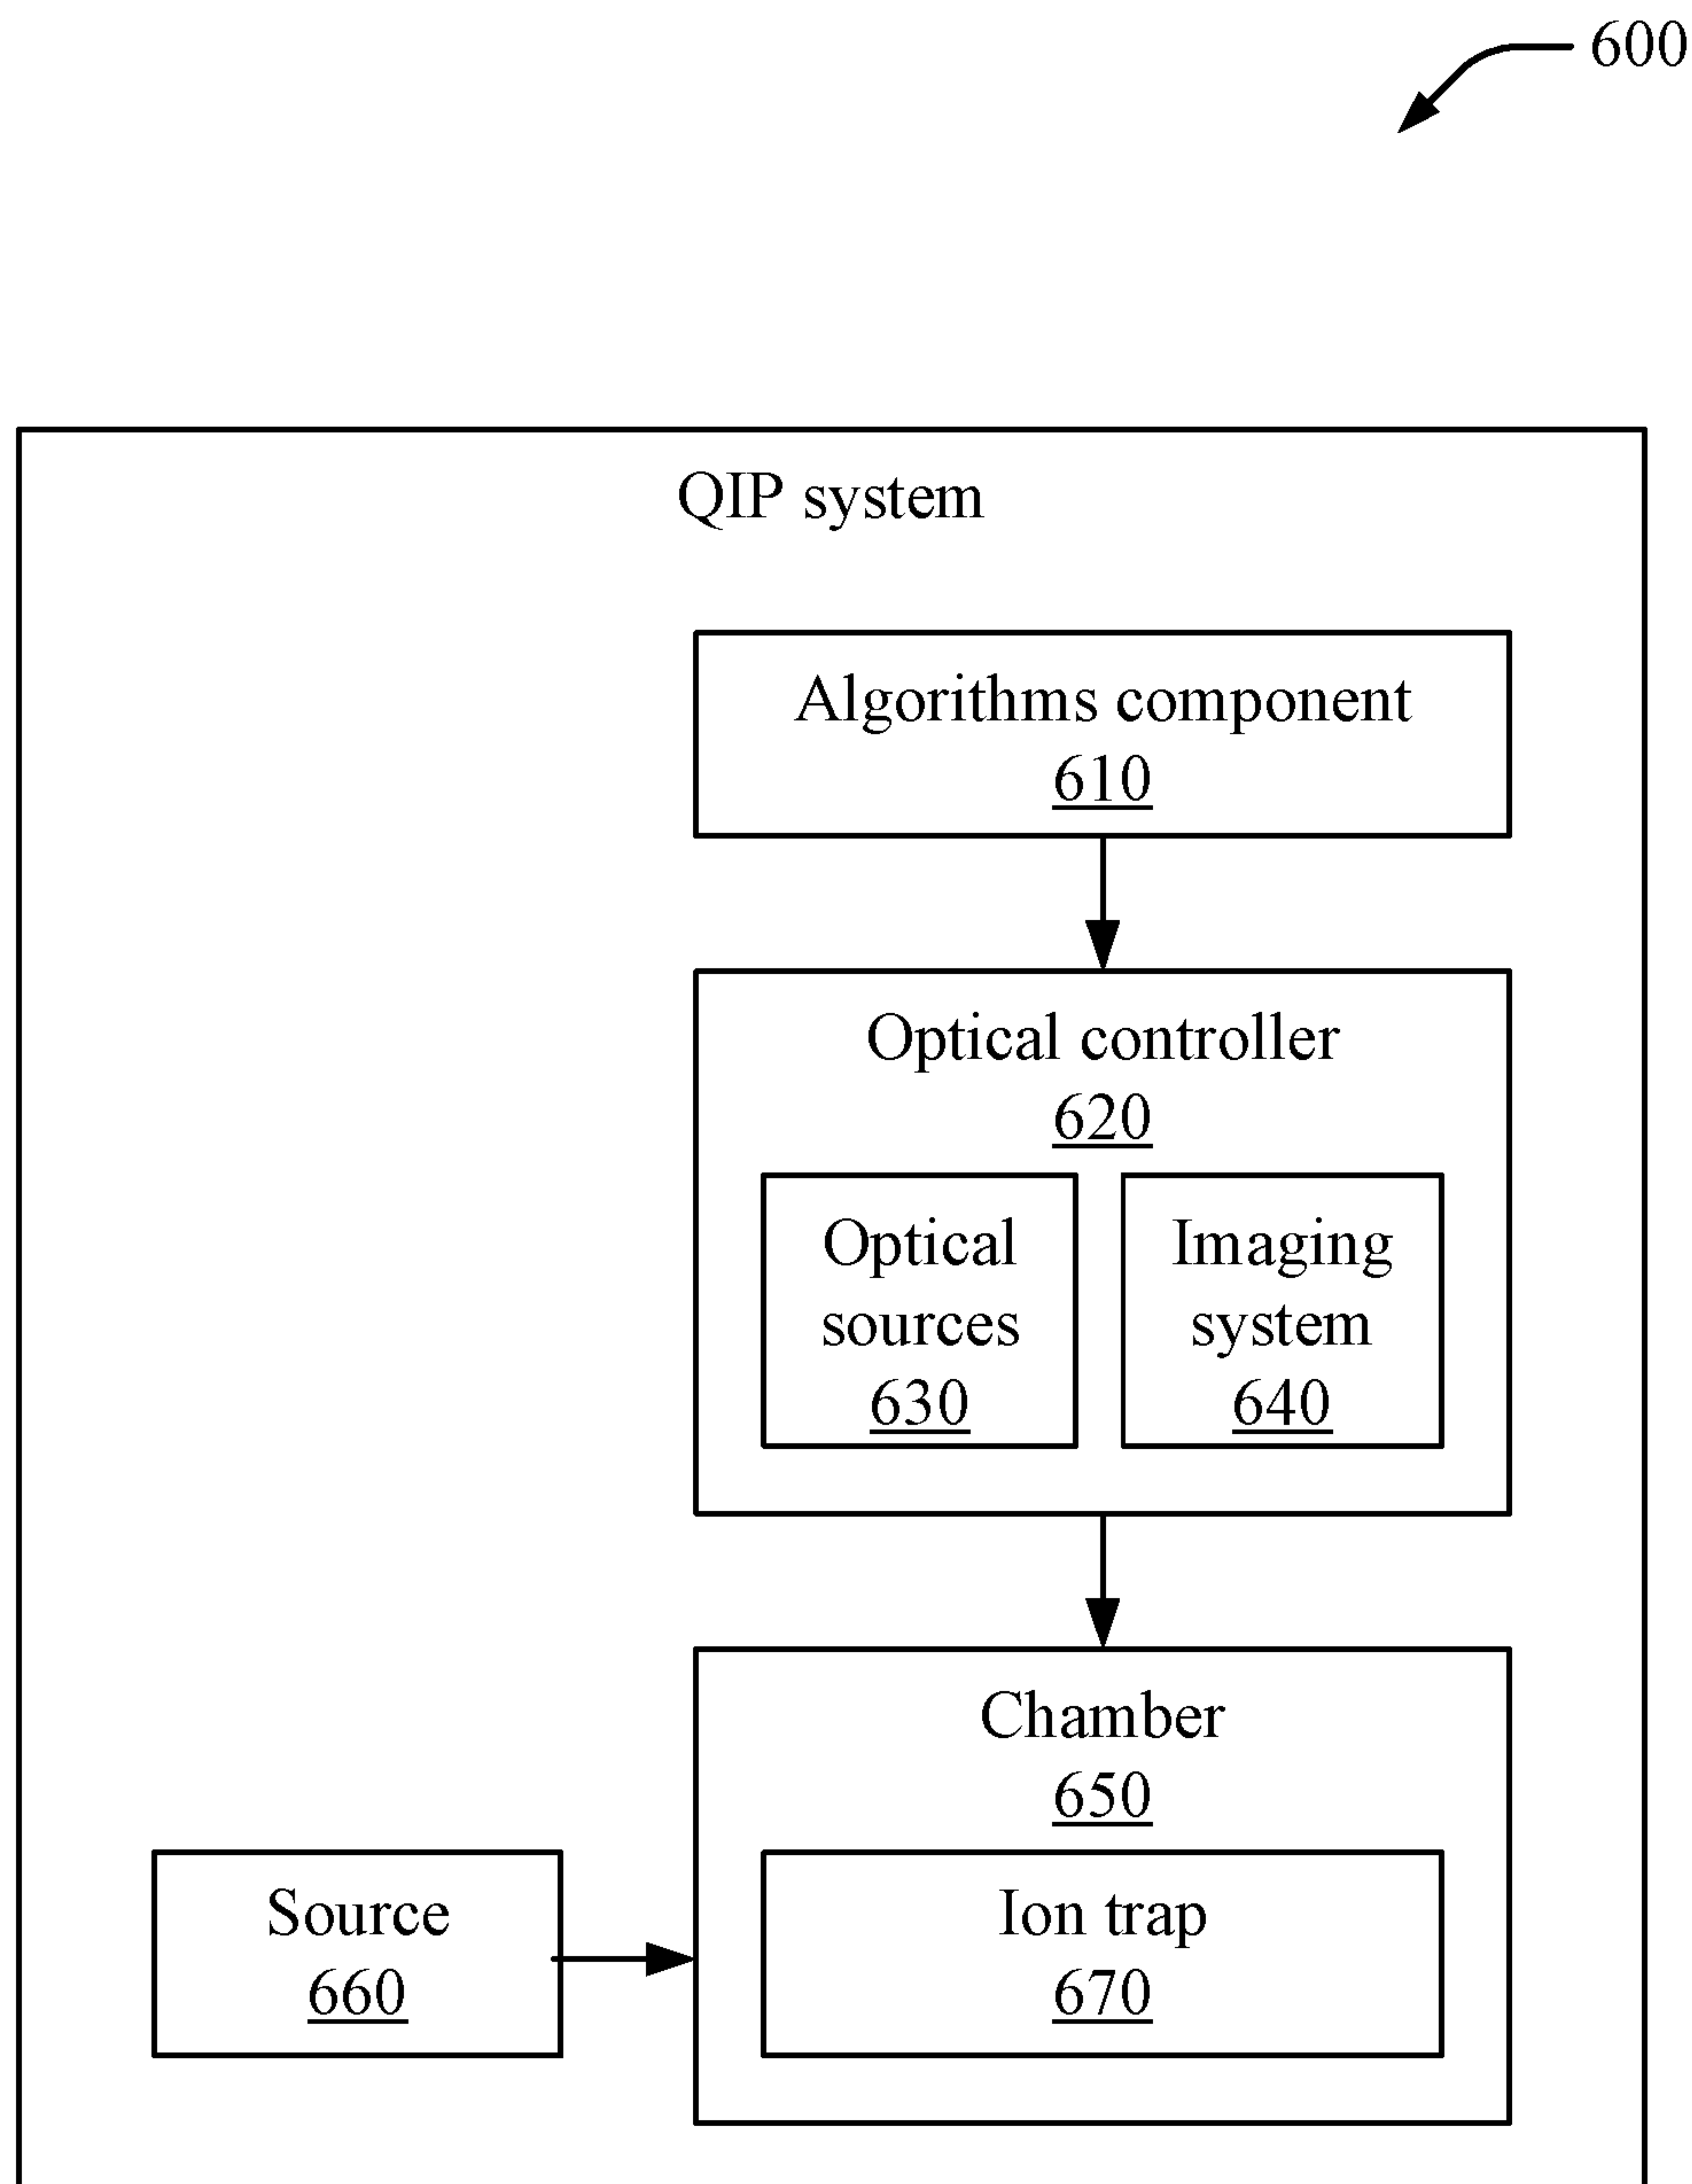 600
QIP system
Algorithms component
610
Optical controller
620
Optical
sources
630
Imaging
system
640
Chamber
650
Source
660
Ion trap
670